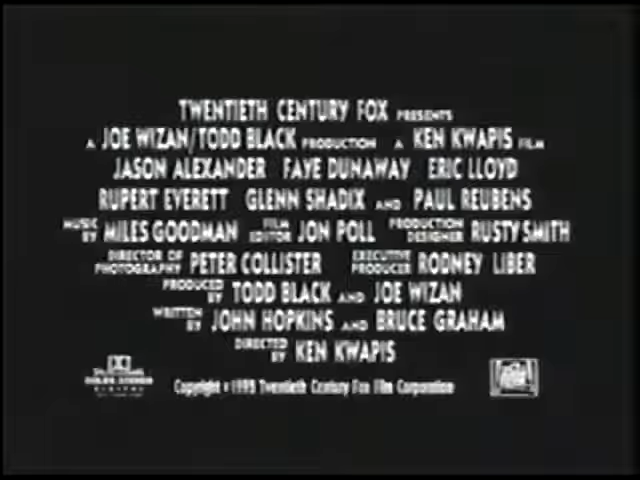 TWENTIETH CENTURY FOX PRESENTS
A JOE WIZAN/TODD BLACK PRODUCTION A KEN KWAPIS FILM
JASON ALEXANDER FAYE DUNAWAY ERIC LLOYD
RUPERT EVERETT GLENN SHADIX AND PAUL REUBENS
MUSIC BY MILES GOODMAN FILM EDITOR JON POLL PRODUCTION DESIGNER RUSTY SMITH
DIRECTOR OF PHOTOGRAPHY PETER COLLISTER EXECUTIVE PRODUCER RODNEY LIBER
PRODUCED BY TODD BLACK AND JOE WIZAN
WRITTEN BY JOHN HOPKINS AND BRUCE GRAHAM
DIRECTED BY KEN KWAPIS
DOLBY STEREO
DIGITAL
Copyright © 1995 Twentieth Century Fox Film Corporation